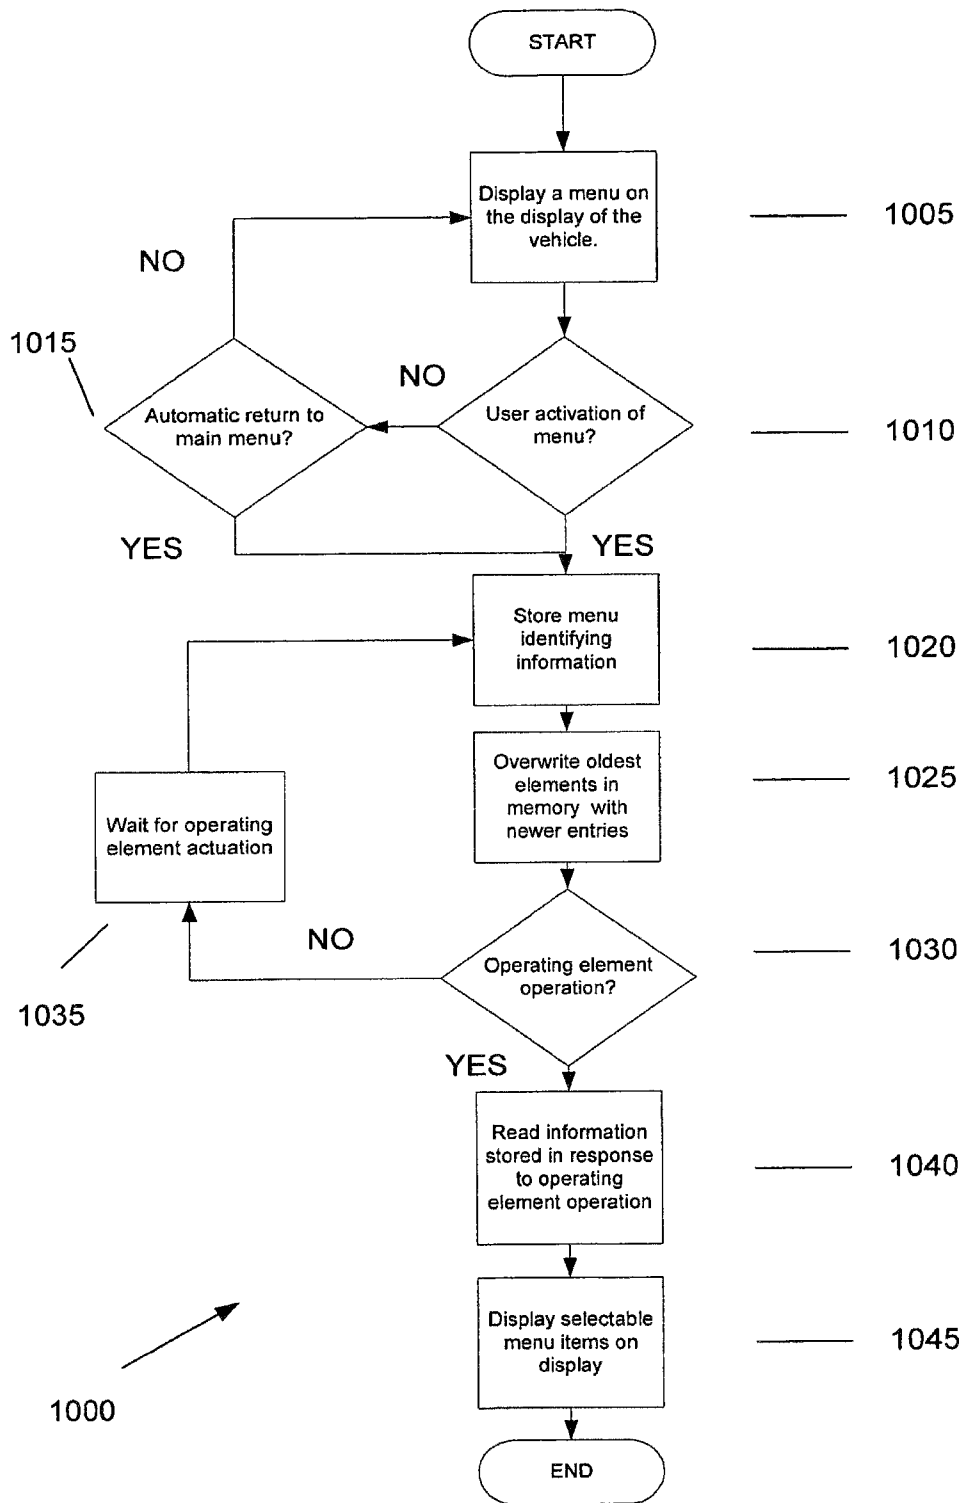 START
Display a menu on
the display of the
vehicle.
1005
NO
1015
NO
Automatic return to
main menu?
User activation of
menu?
1010
YES
YES
Store menu
identifying
information
1020
Overwrite oldest
elements in
memory with
newer entries
1025
Wait for operating
element actuation
NO
1035
Operating element
operation?
1030
YES
Read information
stored in response
to operating
element operation
1040
Display selectable
menu items on
display
1045
1000
END